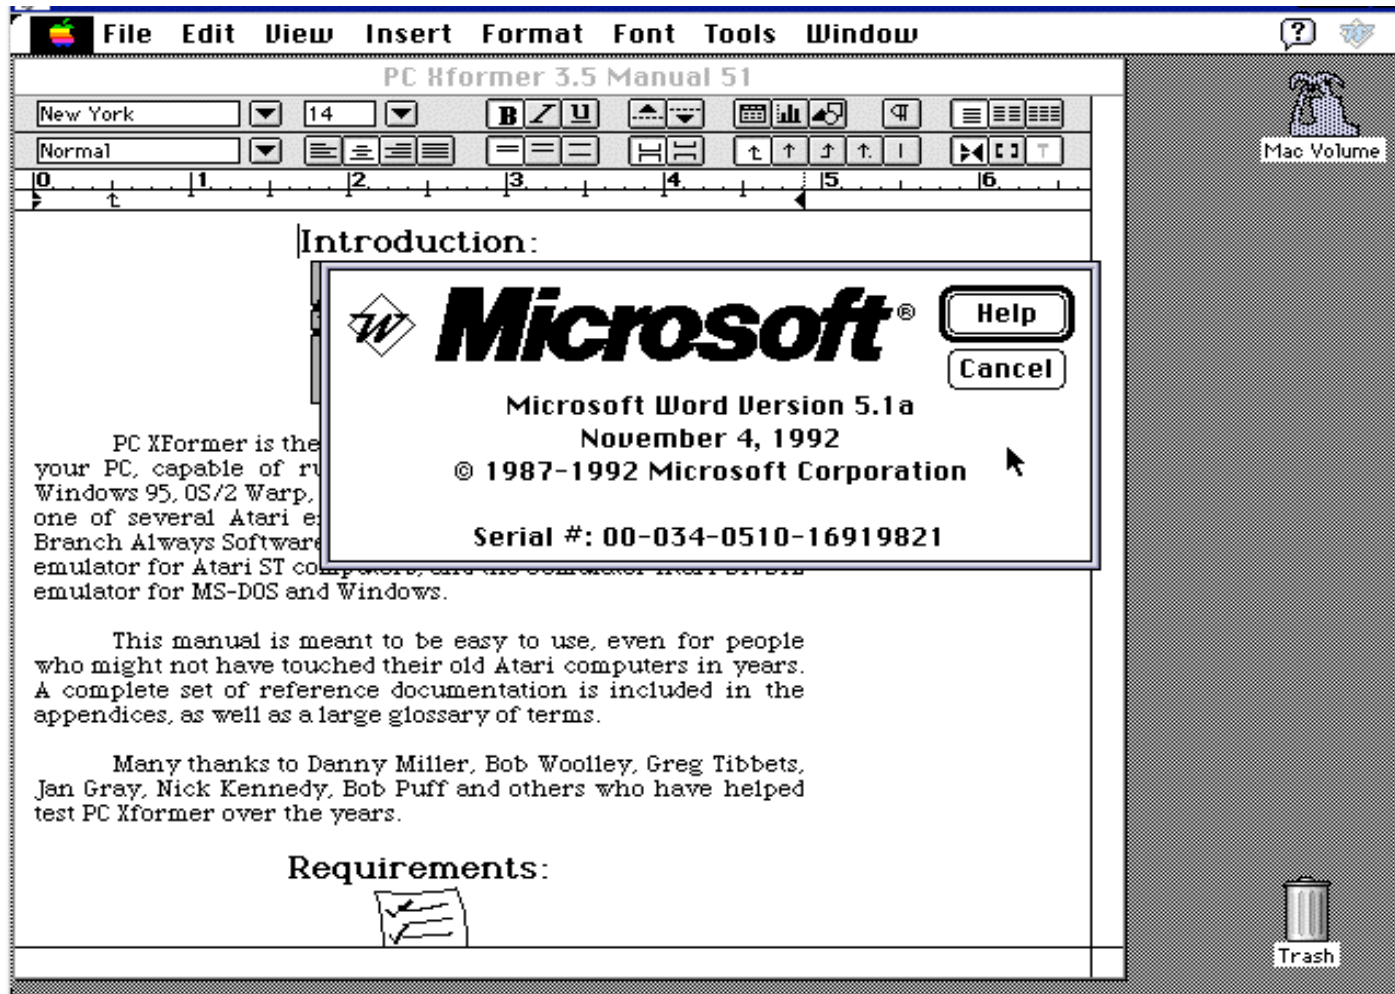 File Edit View Insert Format Font Tools Window
PC Xformer 3.5 Manual 51
New York 14 B I U
Normal
0 1 2 3 4 5 6
Mac Volume
Introduction:
Microsoft®
Help
Cancel
Microsoft Word Version 5.1a
November 4, 1992
© 1987-1992 Microsoft Corporation
Serial #: 00-034-0510-16919821
PC XFormer is the
your PC, capable of
Windows 95, OS/2 Warp,
one of several Atari
Branch Always Software
emulator for Atari ST
emulator for MS-DOS and Windows.
This manual is meant to be easy to use, even for people
who might not have touched their old Atari computers in years.
A complete set of reference documentation is included in the
appendices, as well as a large glossary of terms.
Many thanks to Danny Miller, Bob Woolley, Greg Tibbets,
Jan Gray, Nick Kennedy, Bob Puff and others who have helped
test PC Xformer over the years.
Requirements:
Trash